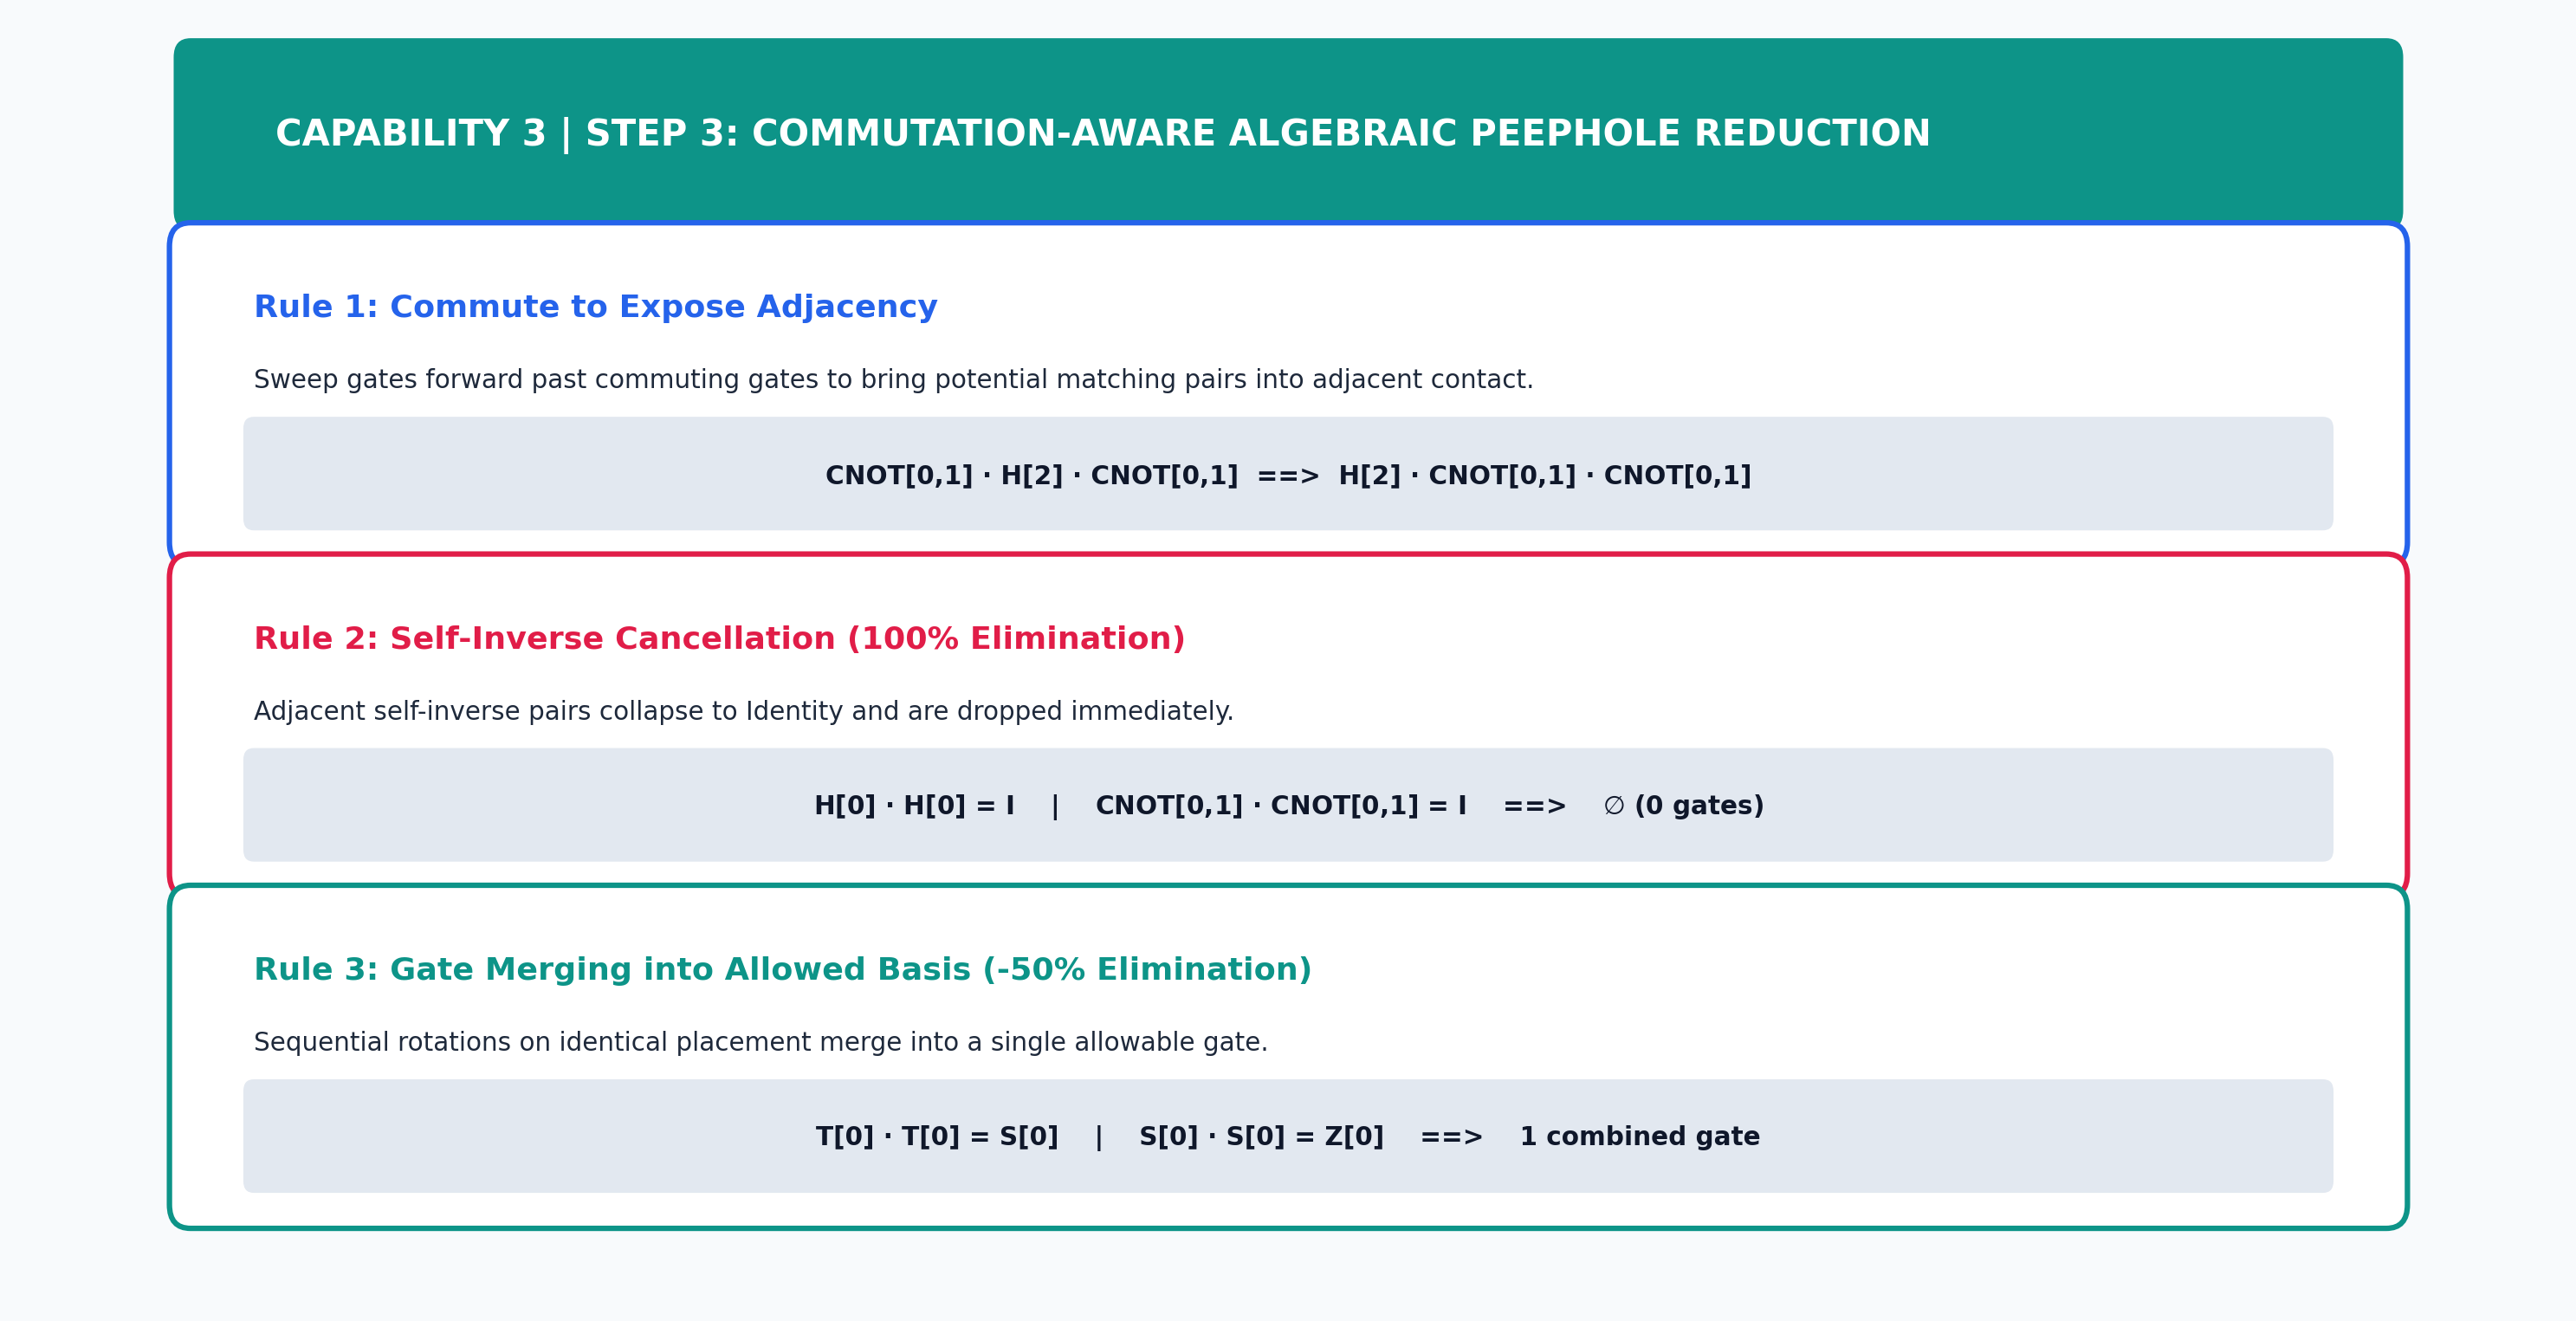 CAPABILITY 3 | STEP 3: COMMUTATION-AWARE ALGEBRAIC PEEPHOLE REDUCTION
Rule 1: Commute to Expose Adjacency
Sweep gates forward past commuting gates to bring potential matching pairs into adjacent contact.
CNOT[0,1] · H[2] · CNOT[0,1] ==> H[2] · CNOT[0,1] · CNOT[0,1]
Rule 2: Self-Inverse Cancellation (100% Elimination)
Adjacent self-inverse pairs collapse to Identity and are dropped immediately.
H[0] · H[0] = I | CNOT[0,1] · CNOT[0,1] = I ==> ∅ (0 gates)
Rule 3: Gate Merging into Allowed Basis (-50% Elimination)
Sequential rotations on identical placement merge into a single allowable gate.
T[0] · T[0] = S[0] | S[0] · S[0] = Z[0] ==> 1 combined gate